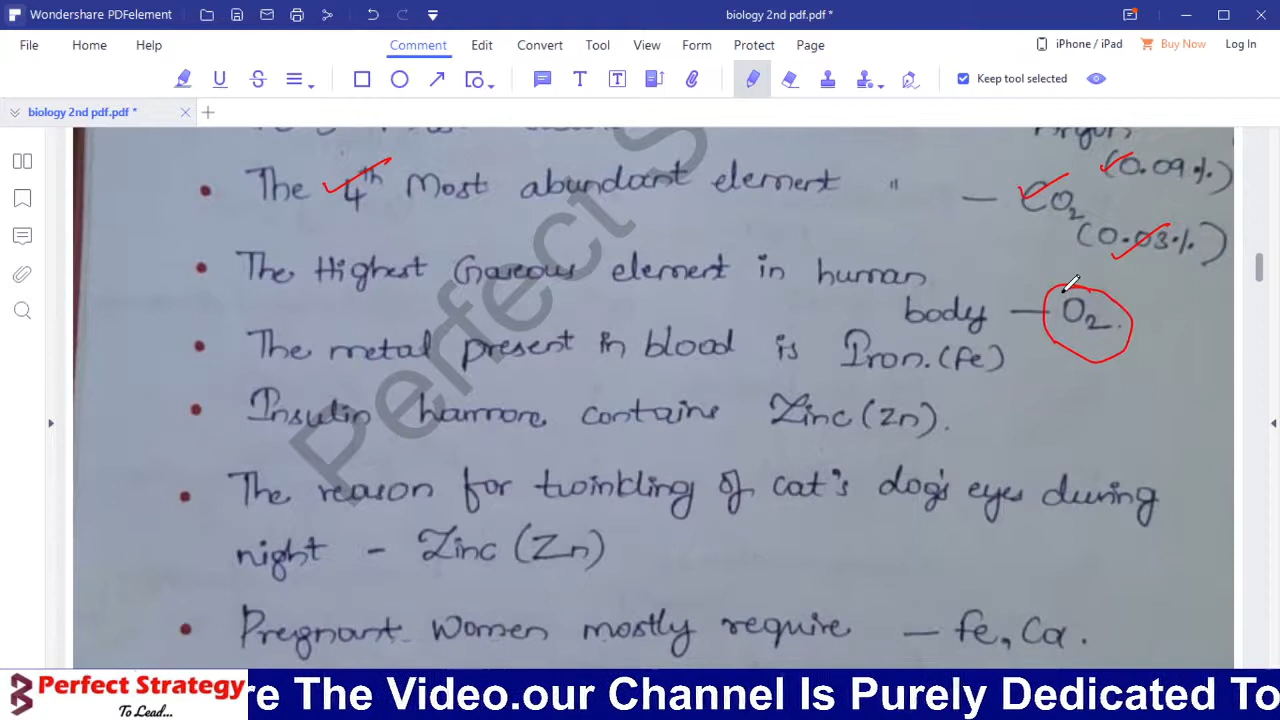 Wondershare PDFelement
biology 2nd pdf.pdf *
File Home Help
Comment Edit Convert Tool View Form Protect Page
iPhone / iPad Buy Now Log In
Keep tool selected
biology 2nd pdf.pdf *
Argon
(0.09%)
• The 4th Most abundant element " — CO2
(0.03%)
• The Highest Gaseous element in human
body — O2.
• The metal present in blood is Iron.(Fe)
• Insulin harmore contains Zinc (Zn).
• The reason for twinkling of cat's dog's eyes during
night - Zinc (Zn)
• Pregnant Women mostly require — Fe, Ca.
Perfect S
Perfect Strategy
To Lead...
re The Video.our Channel Is Purely Dedicated To